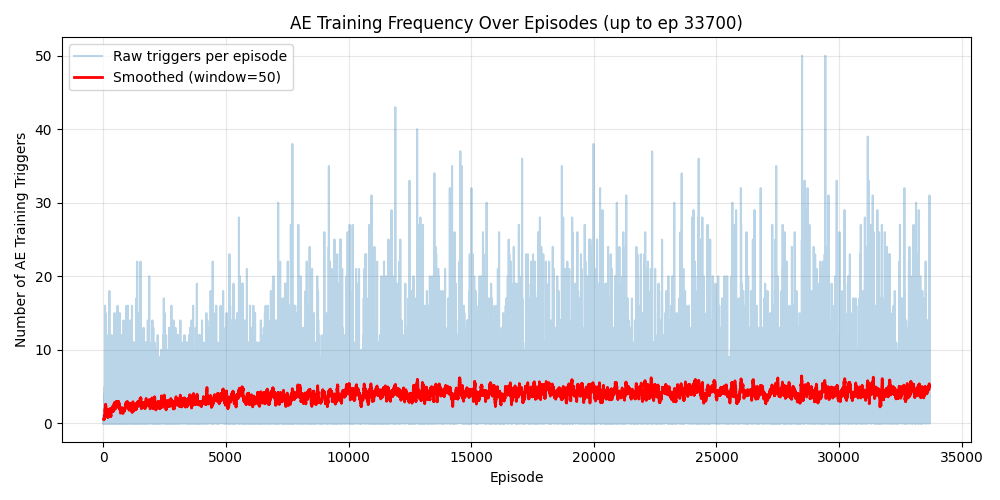 AE Training Frequency Over Episodes (up to ep 33700)
Raw triggers per episode
Smoothed (window=50)
Number of AE Training Triggers
50
40
30
20
10
0
0 5000 10000 15000 20000 25000 30000 35000
Episode